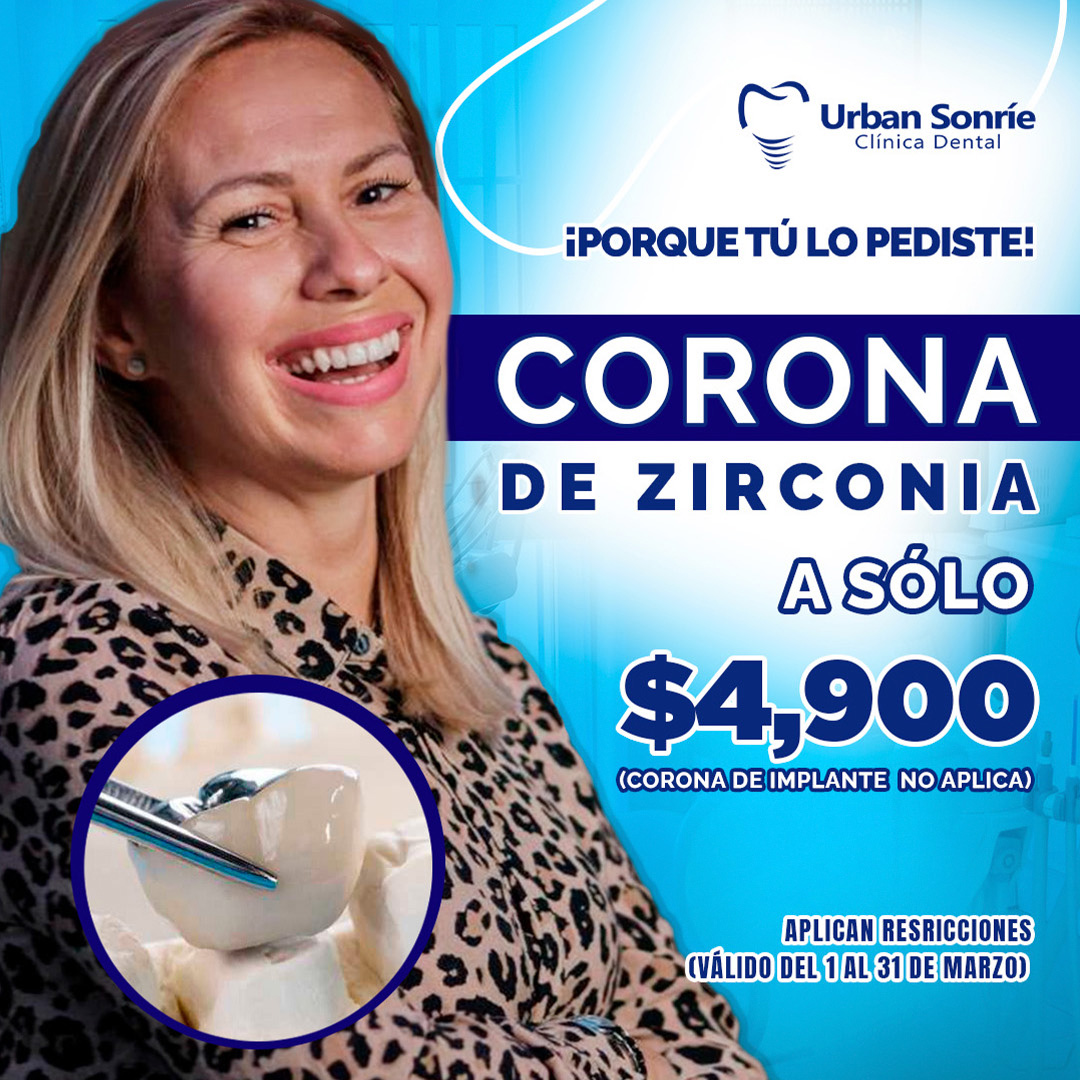 Urban Sonríe
Clínica Dental
¡PORQUE TÚ LO PEDISTE!
CORONA
DE ZIRCONIA
A SÓLO
$4,900
(CORONA DE IMPLANTE NO APLICA)
APLICAN RESRICCIONES
(VÁLIDO DEL 1 AL 31 DE MARZO)